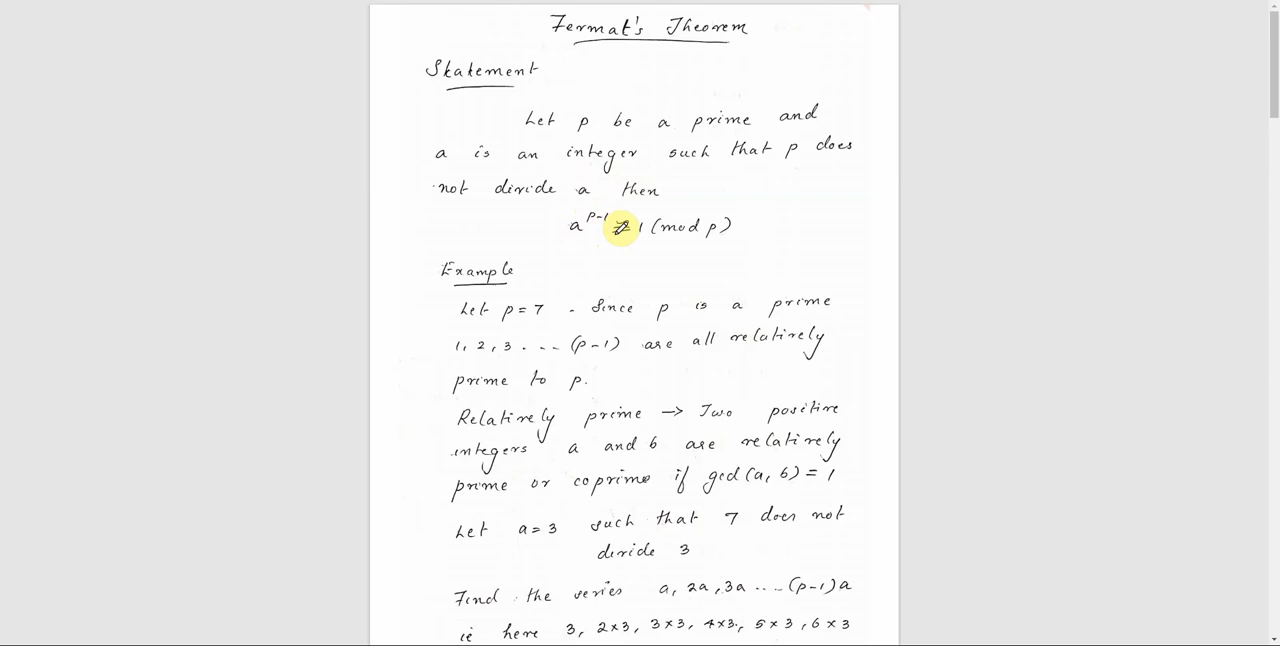 Fermat's Theorem
Statement
Let p be a prime and
a is an integer such that p does
not divide a then
a^{p-1} ≡ 1 (mod p)
Example
Let p = 7 . Since p is a prime
1, 2, 3 .... (p-1) are all relatively
prime to p.
Relatively prime → Two positive
integers a and b are relatively
prime or coprime if gcd(a, b) = 1
Let a = 3 such that 7 does not
divide 3
Find the series a, 2a, 3a .... (p-1)a
ie here 3, 2×3, 3×3, 4×3, 5×3, 6×3